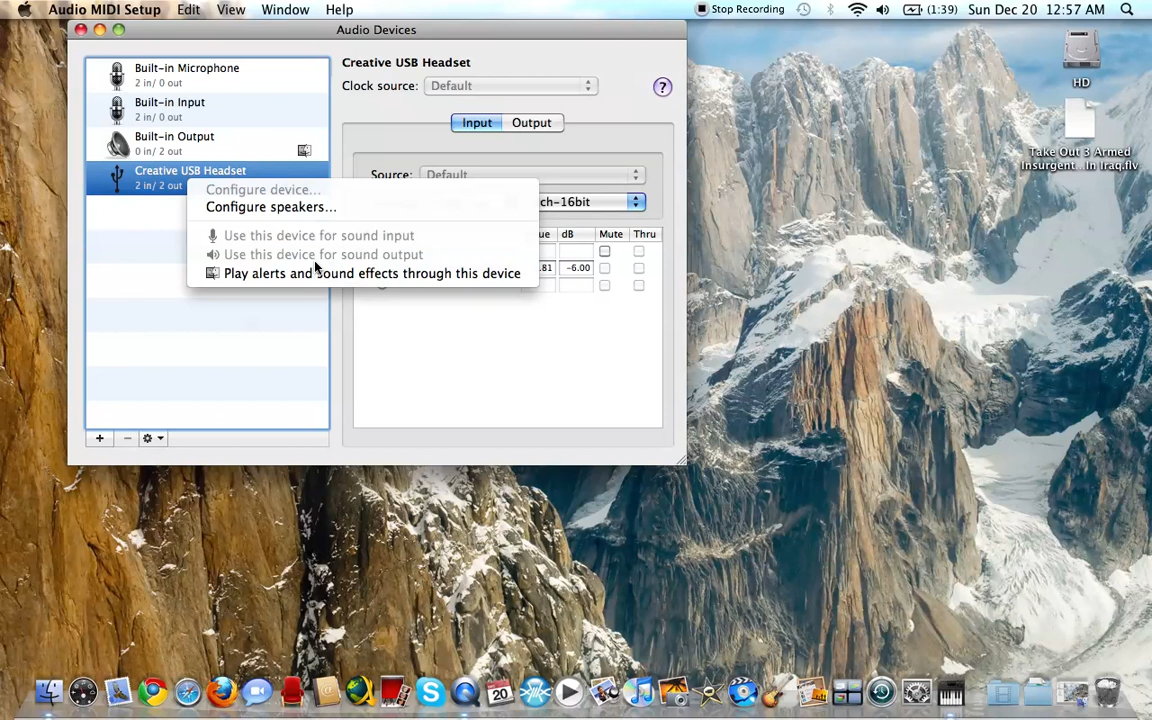 Audio MIDI Setup Edit View Window Help
Stop Recording (1:39) Sun Dec 20 12:57 AM
Audio Devices
Built-in Microphone
2 in/ 0 out
Built-in Input
2 in/ 0 out
Built-in Output
0 in/ 2 out
Creative USB Headset
2 in/ 2 out
Creative USB Headset
Clock source: Default
?
Input Output
Source: Default
ch-16bit
ue dB Mute Thru
.81 -6.00
Configure device...
Configure speakers...
Use this device for sound input
Use this device for sound output
Play alerts and sound effects through this device
HD
Take Out 3 Armed
Insurgent ...in Iraq.flv
20